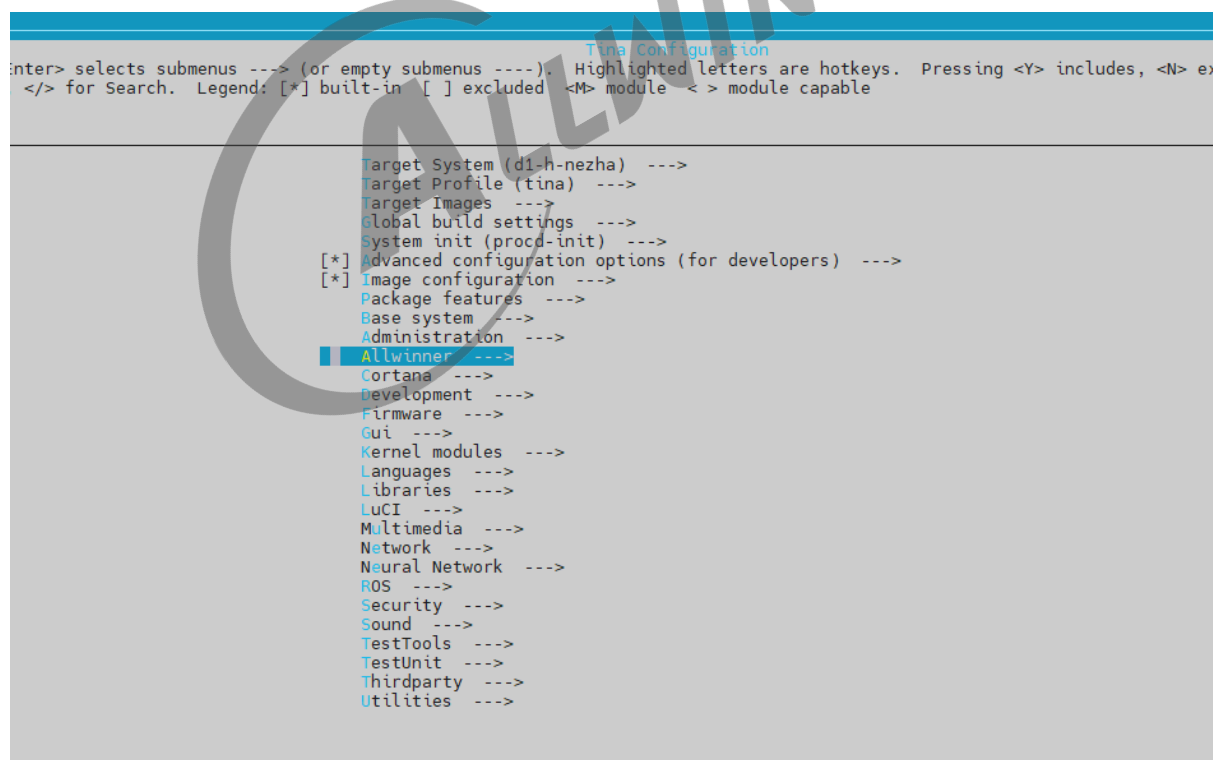 Tina Configuration
Enter> selects submenus ---> (or empty submenus ----).  Highlighted letters are hotkeys.  Pressing <Y> includes, <N> ex
</> for Search.  Legend: [*] built-in  [ ] excluded  <M> module  < > module capable
Target System (d1-h-nezha)  --->
Target Profile (tina)  --->
Target Images  --->
Global build settings  --->
System init (procd-init)  --->
[*] Advanced configuration options (for developers)  --->
[*] Image configuration  --->
Package features  --->
Base system  --->
Administration  --->
Allwinner  --->
Cortana  --->
Development  --->
Firmware  --->
Gui  --->
Kernel modules  --->
Languages  --->
Libraries  --->
LuCI  --->
Multimedia  --->
Network  --->
Neural Network  --->
ROS  --->
Security  --->
Sound  --->
TestTools  --->
TestUnit  --->
Thirdparty  --->
Utilities  --->